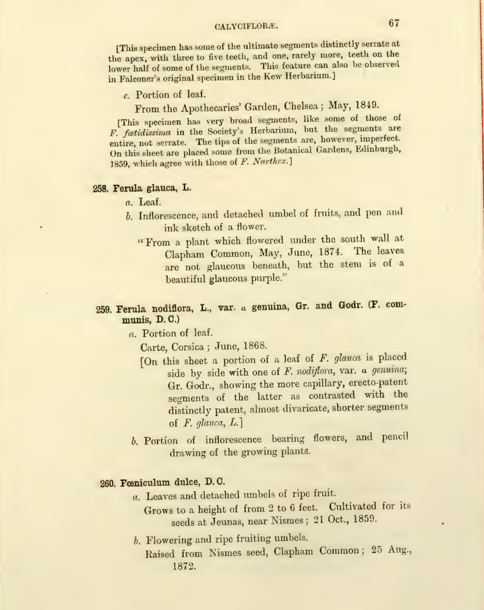 CALYCIFLORÆ. 67
[This specimen has some of the ultimate segments distinctly serrate at
the apex, with three to five teeth, and one, rarely more, teeth on the
lower half of some of the segments. This feature can also be observed
in Falconer's original specimen in the Kew Herbarium.]
c. Portion of leaf.
From the Apothecaries' Garden, Chelsea; May, 1849.
[This specimen has very broad segments, like some of those of
F. fœtidissima in the Society's Herbarium, but the segments are
entire, not serrate. The tips of the segments are, however, imperfect.
On this sheet are placed some from the Botanical Gardens, Edinburgh,
1859, which agree with those of F. Narthex.]
258. Ferula glauca, L.
a. Leaf.
b. Inflorescence, and detached umbel of fruits, and pen and
ink sketch of a flower.
"From a plant which flowered under the south wall at
Clapham Common, May, June, 1874. The leaves
are not glaucous beneath, but the stem is of a
beautiful glaucous purple."
259. Ferula nodiflora, L., var. a genuina, Gr. and Godr. (F. com-
munis, D. C.)
a. Portion of leaf.
Carte, Corsica; June, 1868.
[On this sheet a portion of a leaf of F. glauca is placed
side by side with one of F. nodiflora, var. a genuina;
Gr. Godr., showing the more capillary, erecto-patent
segments of the latter as contrasted with the
distinctly patent, almost divaricate, shorter segments
of F. glauca, L.]
b. Portion of inflorescence bearing flowers, and pencil
drawing of the growing plants.
260. Fœniculum dulce, D. C.
a. Leaves and detached umbels of ripe fruit.
Grows to a height of from 2 to 6 feet. Cultivated for its
seeds at Jeunas, near Nismes; 21 Oct., 1859.
b. Flowering and ripe fruiting umbels.
Raised from Nismes seed, Clapham Common; 25 Aug.,
1872.